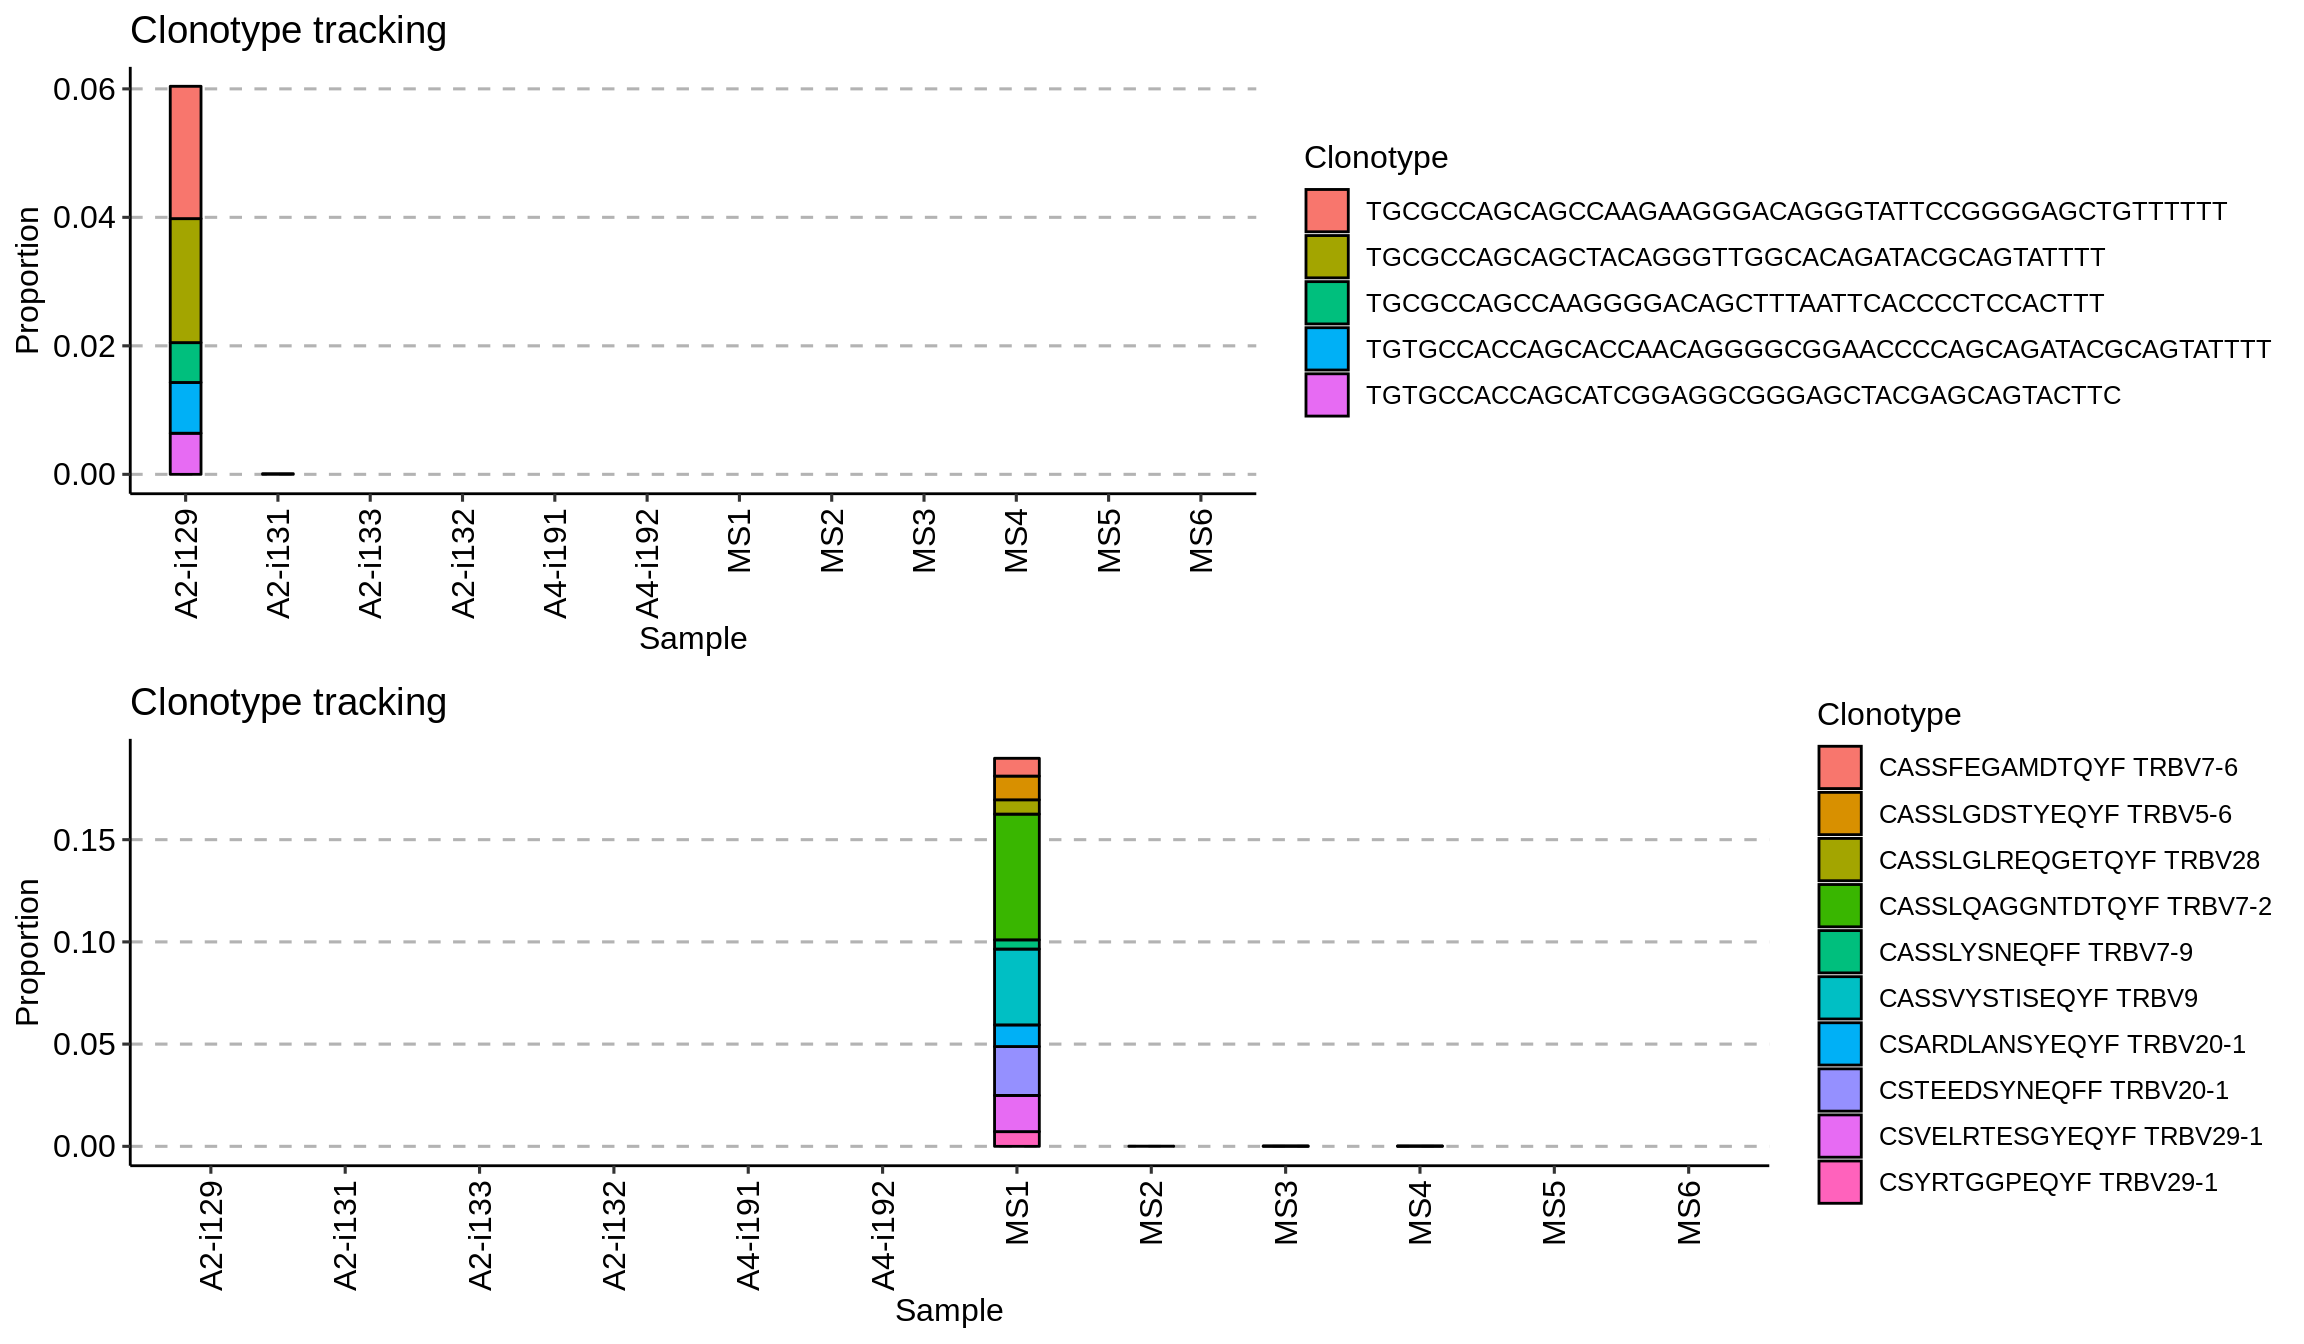 Clonotype tracking
Proportion
0.06
0.04
0.02
0.00
A2-i129
A2-i131
A2-i133
A2-i132
A4-i191
A4-i192
MS1
MS2
MS3
MS4
MS5
MS6
Sample
Clonotype
TGCGCCAGCAGCCAAGAAGGGACAGGGTATTCCGGGGAGCTGTTTTTT
TGCGCCAGCAGCTACAGGGTTGGCACAGATACGCAGTATTTT
TGCGCCAGCCAAGGGGACAGCTTTAATTCACCCCTCCACTTT
TGTGCCACCAGCACCAACAGGGGCGGAACCCCAGCAGATACGCAGTATTTT
TGTGCCACCAGCATCGGAGGCGGGAGCTACGAGCAGTACTTC
Clonotype tracking
Proportion
0.15
0.10
0.05
0.00
A2-i129
A2-i131
A2-i133
A2-i132
A4-i191
A4-i192
MS1
MS2
MS3
MS4
MS5
MS6
Sample
Clonotype
CASSFEGAMDTQYF TRBV7-6
CASSLGDSTYEQYF TRBV5-6
CASSLGLREQGETQYF TRBV28
CASSLQAGGNTDTQYF TRBV7-2
CASSLYSNEQFF TRBV7-9
CASSVYSTISEQYF TRBV9
CSARDLANSYEQYF TRBV20-1
CSTEEDSYNEQFF TRBV20-1
CSVELRTESGYEQYF TRBV29-1
CSYRTGGPEQYF TRBV29-1